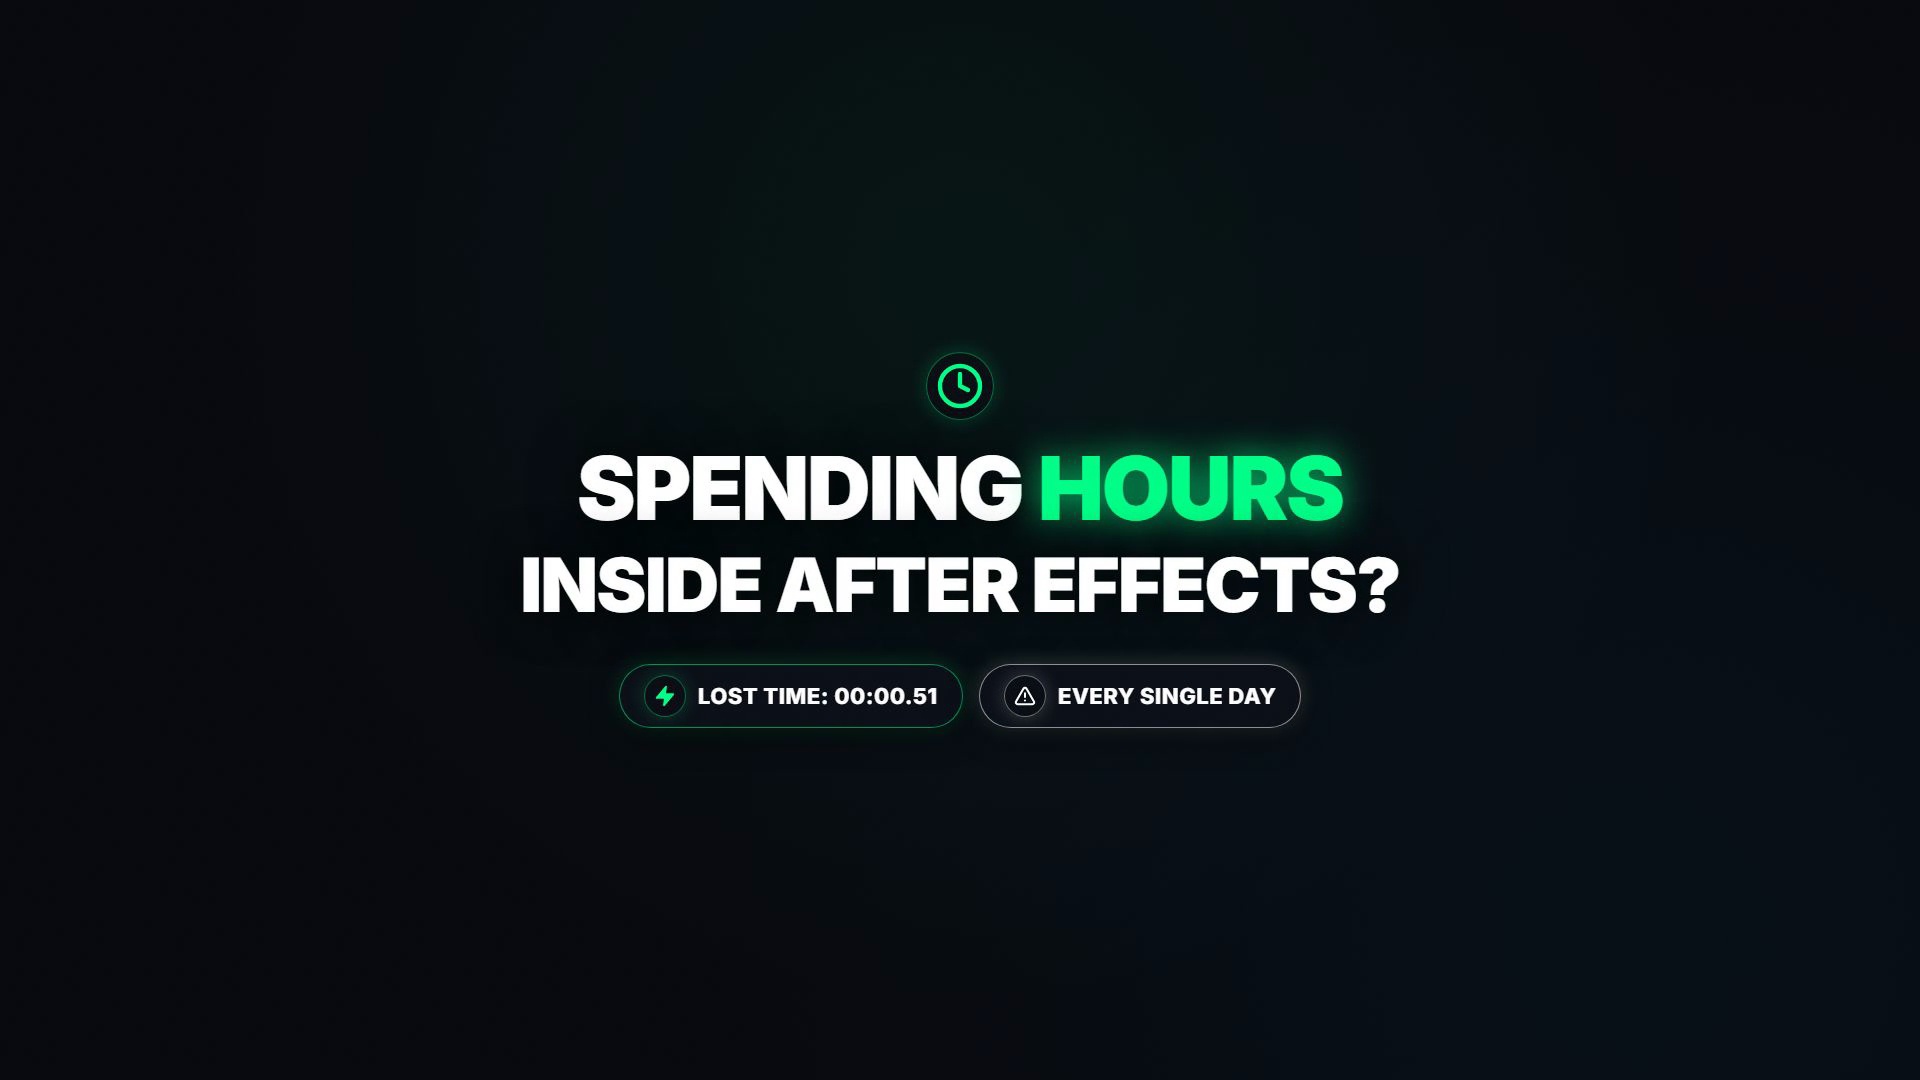 SPENDING HOURS
INSIDE AFTER EFFECTS?
LOST TIME: 00:00.51
EVERY SINGLE DAY